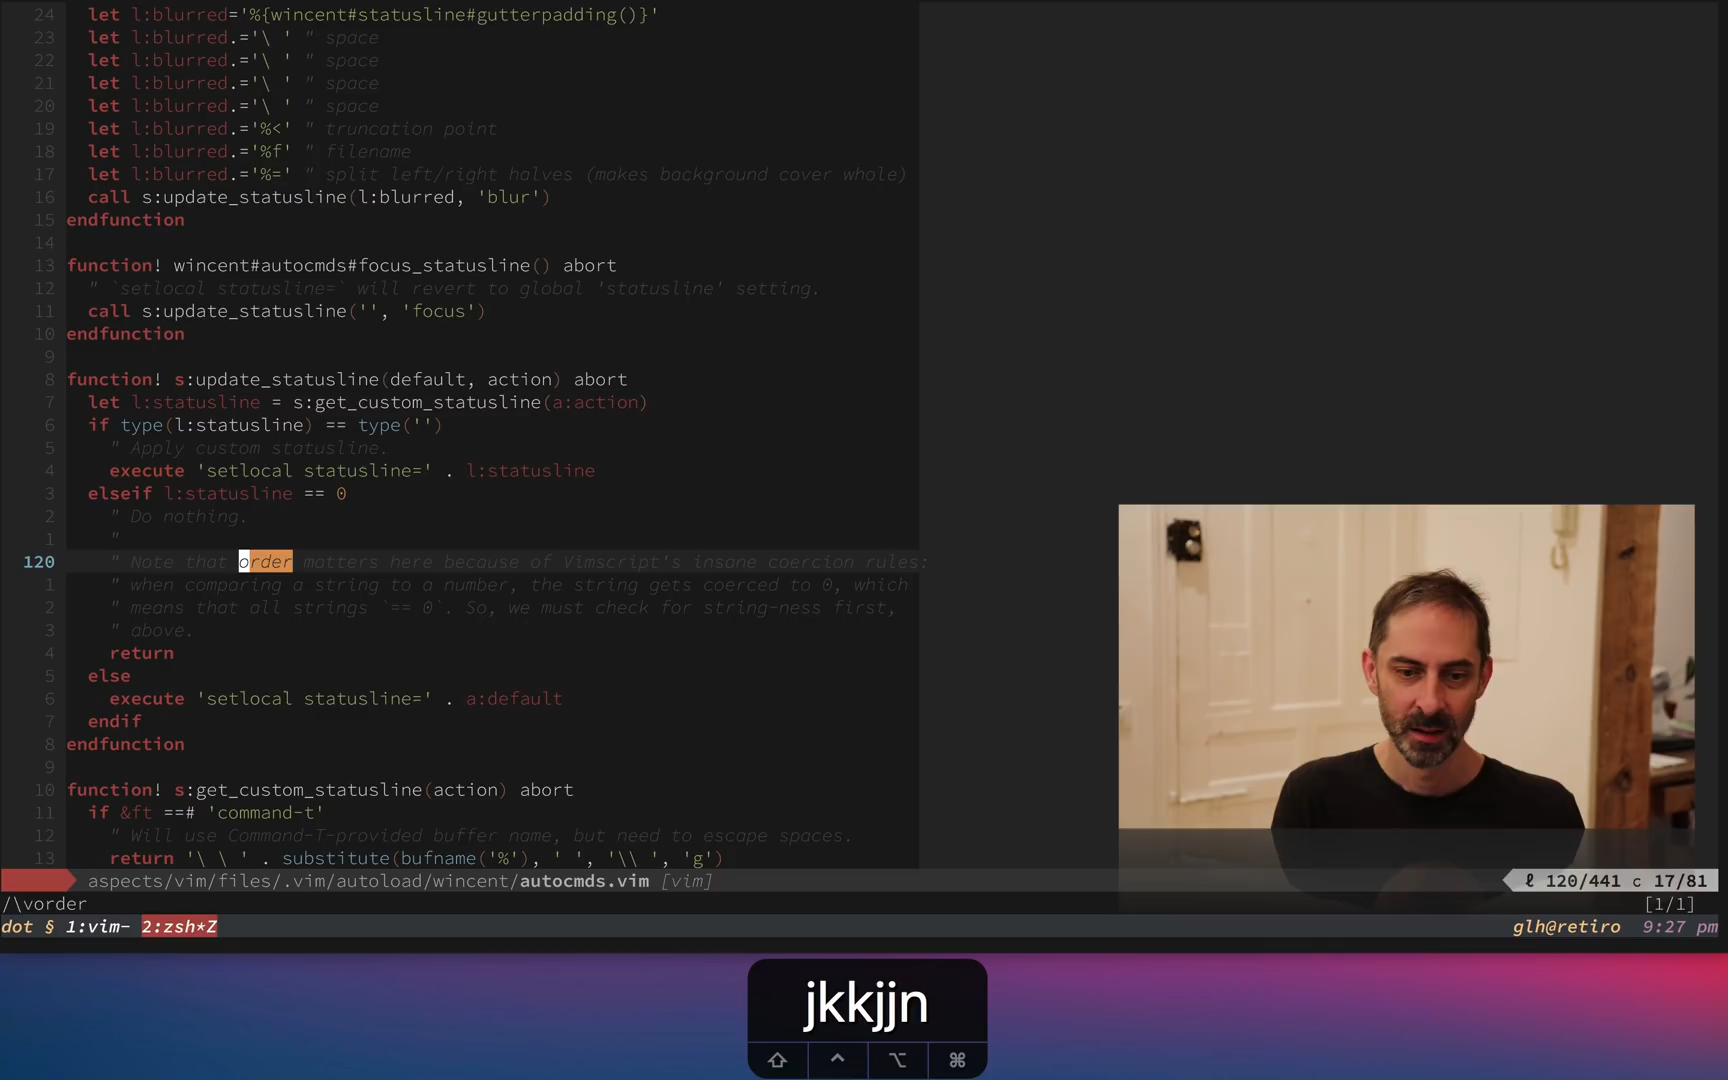 24 let l:blurred='%{wincent#statusline#gutterpadding()}'
23 let l:blurred.='\ ' " space
22 let l:blurred.='\ ' " space
21 let l:blurred.='\ ' " space
20 let l:blurred.='\ ' " space
19 let l:blurred.='%<' " truncation point
18 let l:blurred.='%f' " filename
17 let l:blurred.='%=' " split left/right halves (makes background cover whole)
16 call s:update_statusline(l:blurred, 'blur')
15 endfunction
14
13 function! wincent#autocmds#focus_statusline() abort
12 " `setlocal statusline=` will revert to global 'statusline' setting.
11 call s:update_statusline('', 'focus')
10 endfunction
9
8 function! s:update_statusline(default, action) abort
7 let l:statusline = s:get_custom_statusline(a:action)
6 if type(l:statusline) == type('')
5 " Apply custom statusline.
4 execute 'setlocal statusline=' . l:statusline
3 elseif l:statusline == 0
2 " Do nothing.
1 "
120 " Note that order matters here because of Vimscript's insane coercion rules:
1 " when comparing a string to a number, the string gets coerced to 0, which
2 " means that all strings `== 0`. So, we must check for string-ness first,
3 " above.
4 return
5 else
6 execute 'setlocal statusline=' . a:default
7 endif
8 endfunction
9
10 function! s:get_custom_statusline(action) abort
11 if &ft ==# 'command-t'
12 " Will use Command-T-provided buffer name, but need to escape spaces.
13 return '\ \ ' . substitute(bufname('%'), ' ', '\\ ', 'g')
aspects/vim/files/.vim/autoload/wincent/autocmds.vim [vim] ℓ 120/441 c 17/81
/\vorder [1/1]
dot § 1:vim- 2:zsh*Z glh@retiro 9:27 pm
jkkjjn
⇧ ^ ⌥ ⌘